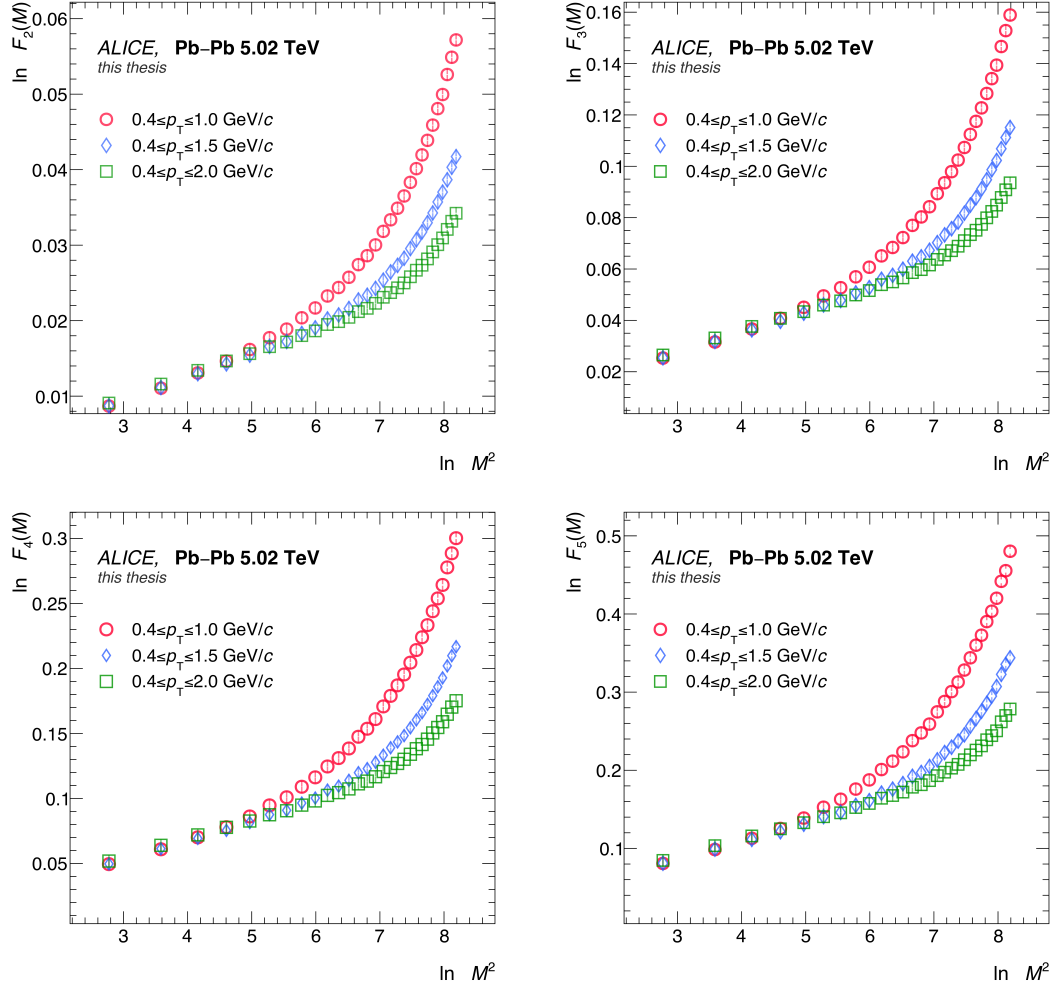 ln F2(M)
0.06
0.05
0.04
0.03
0.02
0.01
ALICE, Pb–Pb 5.02 TeV
this thesis
0.4≤pT≤1.0 GeV/c
0.4≤pT≤1.5 GeV/c
0.4≤pT≤2.0 GeV/c
3 4 5 6 7 8
ln M²
ln F3(M)
0.16
0.14
0.12
0.1
0.08
0.06
0.04
0.02
ALICE, Pb–Pb 5.02 TeV
this thesis
0.4≤pT≤1.0 GeV/c
0.4≤pT≤1.5 GeV/c
0.4≤pT≤2.0 GeV/c
3 4 5 6 7 8
ln M²
ln F4(M)
0.3
0.25
0.2
0.15
0.1
0.05
ALICE, Pb–Pb 5.02 TeV
this thesis
0.4≤pT≤1.0 GeV/c
0.4≤pT≤1.5 GeV/c
0.4≤pT≤2.0 GeV/c
3 4 5 6 7 8
ln M²
ln F5(M)
0.5
0.4
0.3
0.2
0.1
ALICE, Pb–Pb 5.02 TeV
this thesis
0.4≤pT≤1.0 GeV/c
0.4≤pT≤1.5 GeV/c
0.4≤pT≤2.0 GeV/c
3 4 5 6 7 8
ln M²